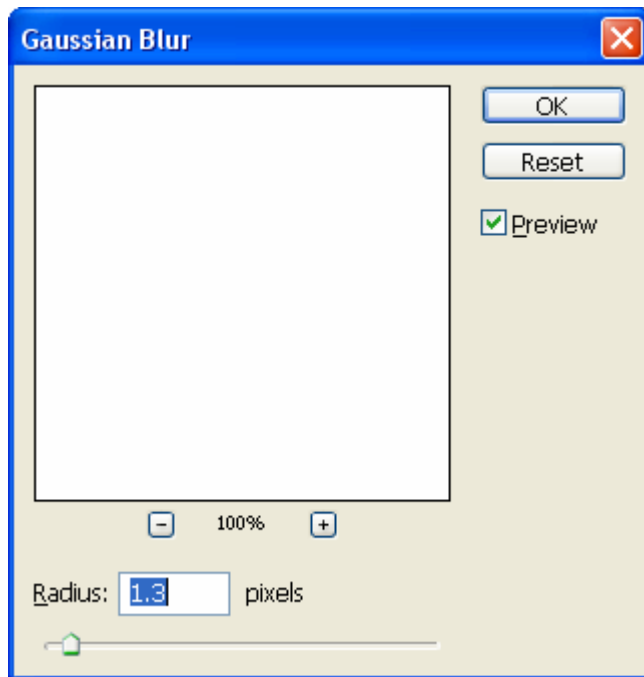 Gaussian Blur
OK
Reset
Preview
100%
Radius: 1.3 pixels